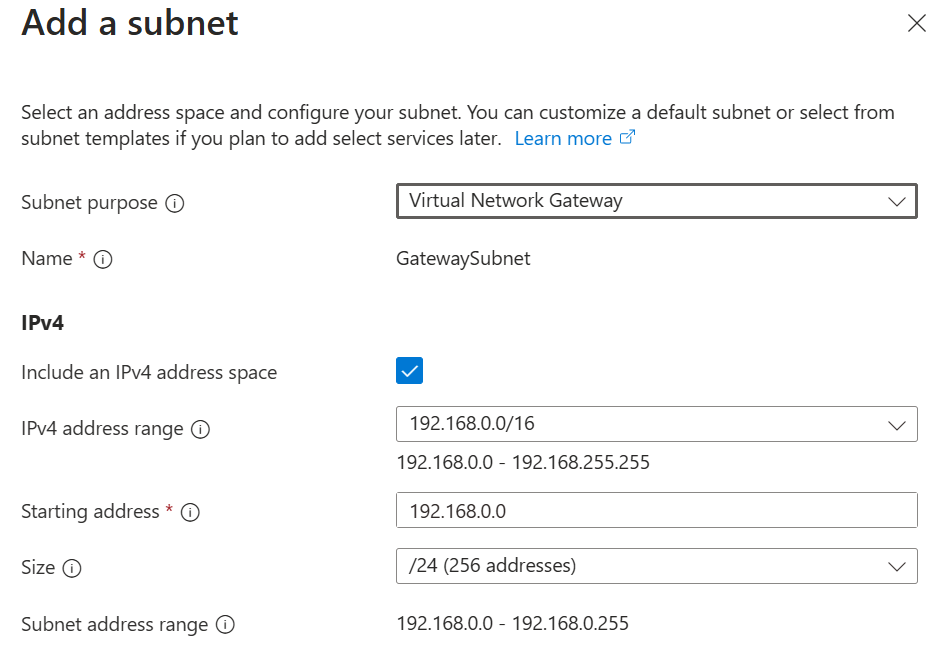 Add a subnet
Select an address space and configure your subnet. You can customize a default subnet or select from
subnet templates if you plan to add select services later. Learn more
Subnet purpose Virtual Network Gateway
Name * GatewaySubnet
IPv4
Include an IPv4 address space
IPv4 address range 192.168.0.0/16
192.168.0.0 - 192.168.255.255
Starting address * 192.168.0.0
Size /24 (256 addresses)
Subnet address range 192.168.0.0 - 192.168.0.255